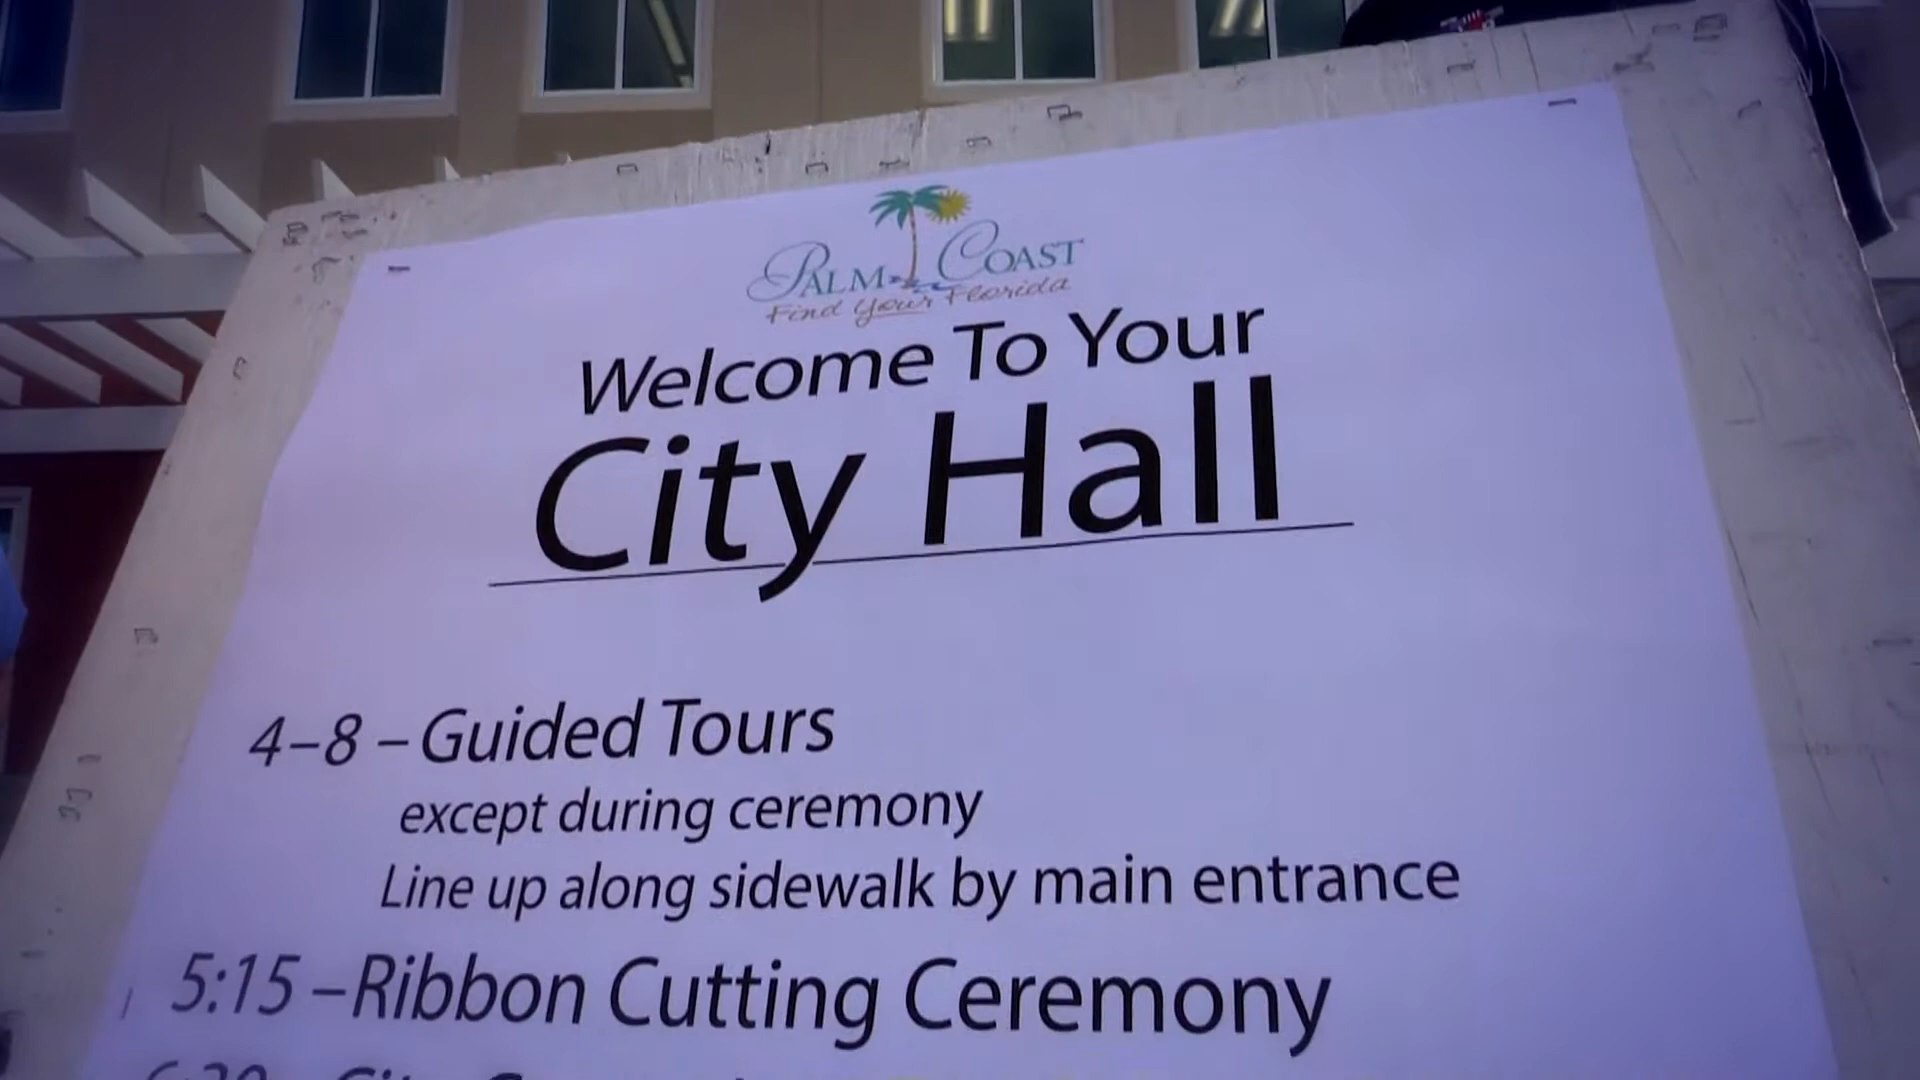 PALM COAST
Find Your Florida
Welcome To Your
City Hall
4–8 – Guided Tours
except during ceremony
Line up along sidewalk by main entrance
5:15 –Ribbon Cutting Ceremony
City